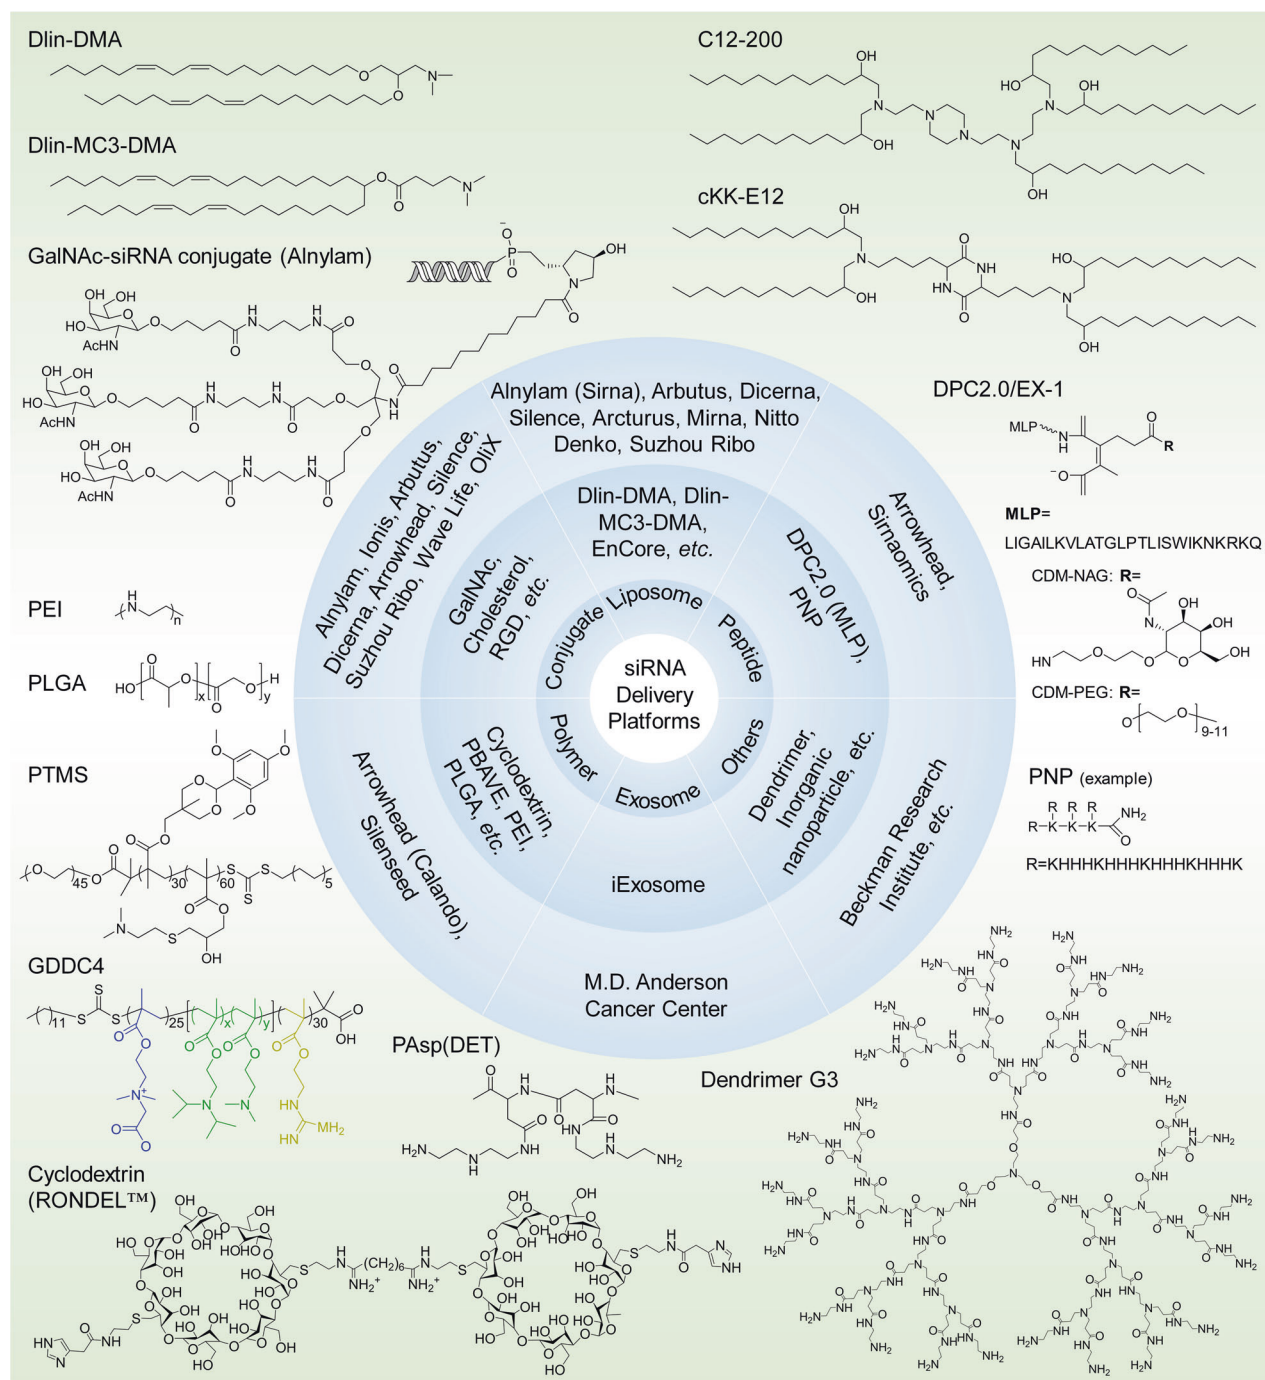 Dlin-DMA
C12-200
Dlin-MC3-DMA
cKK-E12
GalNAc-siRNA conjugate (Alnylam)
DPC2.0/EX-1
MLP=
LIGAILKVLATGLPTLISWIKNKRKQ
CDM-NAG: R=
CDM-PEG: R=
9-11
PNP (example)
R=KHHHKHHHKHHHKHHHK
PEI
PLGA
PTMS
GDDC4
Cyclodextrin
(RONDEL™)
PAsp(DET)
Dendrimer G3
siRNA
Delivery
Platforms
Liposome
Peptide
Others
Exosome
Polymer
Conjugate
Dlin-DMA, Dlin-
MC3-DMA,
EnCore, etc.
DPC2.0 (MLP),
PNP
Dendrimer,
Inorganic
nanoparticle, etc.
iExosome
Cyclodextrin,
PBAVE, PEI,
PLGA, etc.
GalNAc,
Cholesterol,
RGD, etc.
Alnylam (Sirna), Arbutus, Dicerna,
Silence, Arcturus, Mirna, Nitto
Denko, Suzhou Ribo
Arrowhead,
Sirnaomics
Beckman Research
Institute, etc.
M.D. Anderson
Cancer Center
Arrowhead (Calando),
Silenseed
Alnylam, Ionis, Arbutus,
Dicerna, Arrowhead, Silence,
Suzhou Ribo, Wave Life, OliX